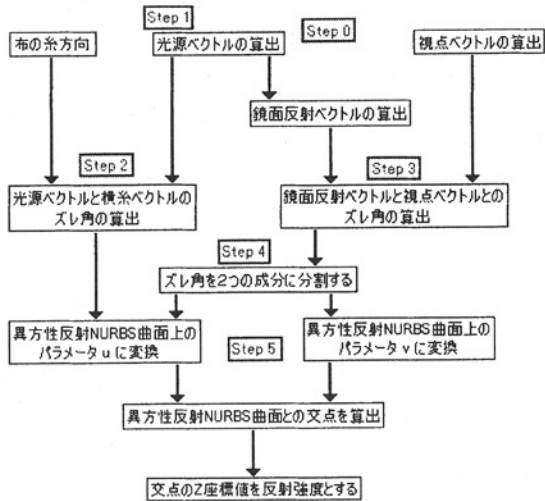 Step 1
Step 0
布の糸方向
光源ベクトルの算出
視点ベクトルの算出
鏡面反射ベクトルの算出
Step 2
Step 3
光源ベクトルと横糸ベクトルの
ズレ角の算出
鏡面反射ベクトルと視点ベクトルとの
ズレ角の算出
Step 4
ズレ角を2つの成分に分割する
異方性反射NURBS曲面上の
パラメータuに変換
異方性反射NURBS曲面上の
パラメータvに変換
Step 5
異方性反射NURBS曲面との交点を算出
交点のZ座標値を反射強度とする